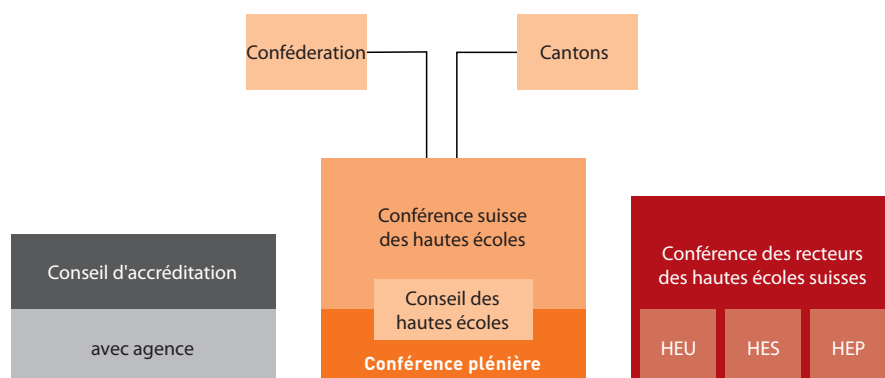 Conféderation
Cantons
Conférence suisse
des hautes écoles
Conférence des recteurs
des hautes écoles suisses
Conseil d'accréditation
Conseil des
hautes écoles
avec agence
Conférence plénière
HEU
HES
HEP